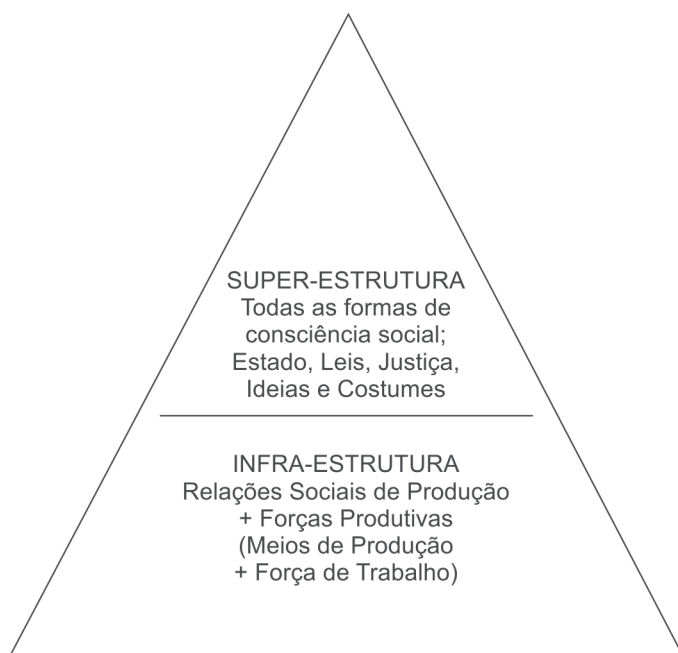 SUPER-ESTRUTURA
Todas as formas de
consciência social;
Estado, Leis, Justiça,
Ideias e Costumes
INFRA-ESTRUTURA
Relações Sociais de Produção
+ Forças Produtivas
(Meios de Produção
+ Força de Trabalho)